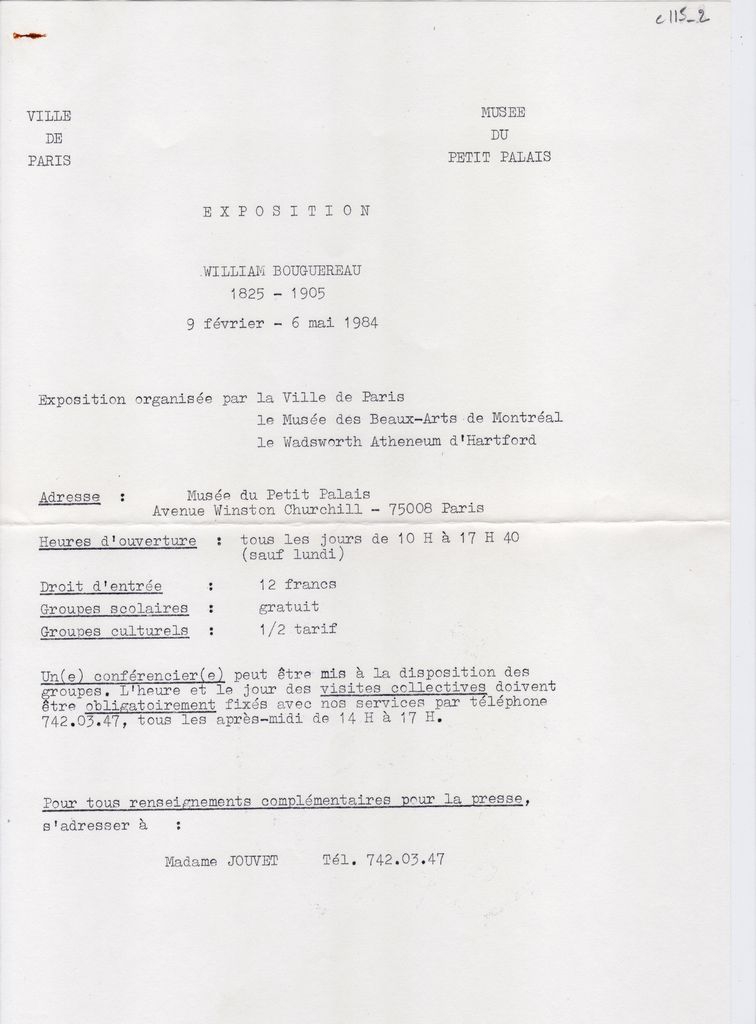 c115_2
VILLE
DE
PARIS
MUSEE
DU
PETIT PALAIS
E X P O S I T I O N
WILLIAM BOUGUEREAU
1825 - 1905
9 février - 6 mai 1984
Exposition organisée par la Ville de Paris
le Musée des Beaux-Arts de Montréal
le Wadsworth Atheneum d'Hartford
Adresse : Musée du Petit Palais
Avenue Winston Churchill - 75008 Paris
Heures d'ouverture : tous les jours de 10 H à 17 H 40
(sauf lundi)
Droit d'entrée : 12 francs
Groupes scolaires : gratuit
Groupes culturels : 1/2 tarif
Un(e) conférencier(e) peut être mis à la disposition des
groupes. L'heure et le jour des visites collectives doivent
être obligatoirement fixés avec nos services par téléphone
742.03.47, tous les après-midi de 14 H à 17 H.
Pour tous renseignements complémentaires pour la presse,
s'adresser à :
Madame JOUVET Tél. 742.03.47